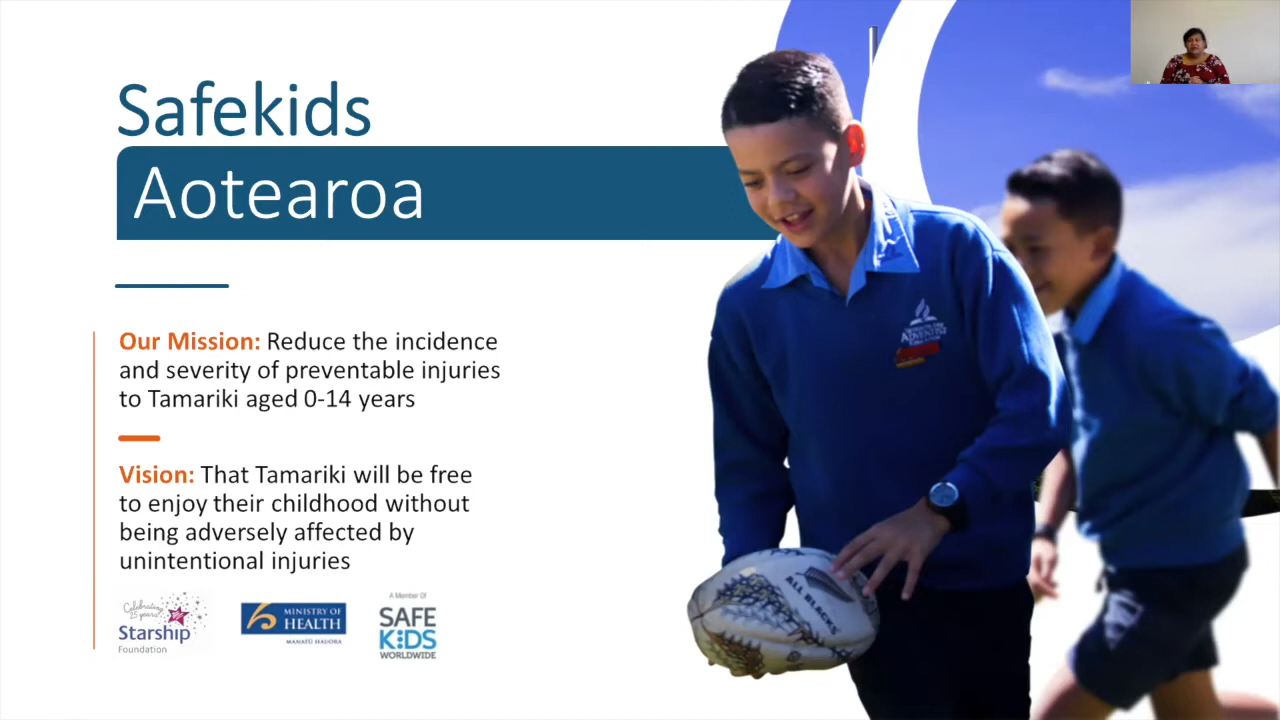 Safekids
Aotearoa
Our Mission: Reduce the incidence
and severity of preventable injuries
to Tamariki aged 0-14 years
Vision: That Tamariki will be free
to enjoy their childhood without
being adversely affected by
unintentional injuries
Celebrating
25 years!
Starship
Foundation
MINISTRY OF
HEALTH
MANATŪ HAUORA
A Member Of
SAFE
KIDS
WORLDWIDE
ADVENTIST
ALL BLACKS